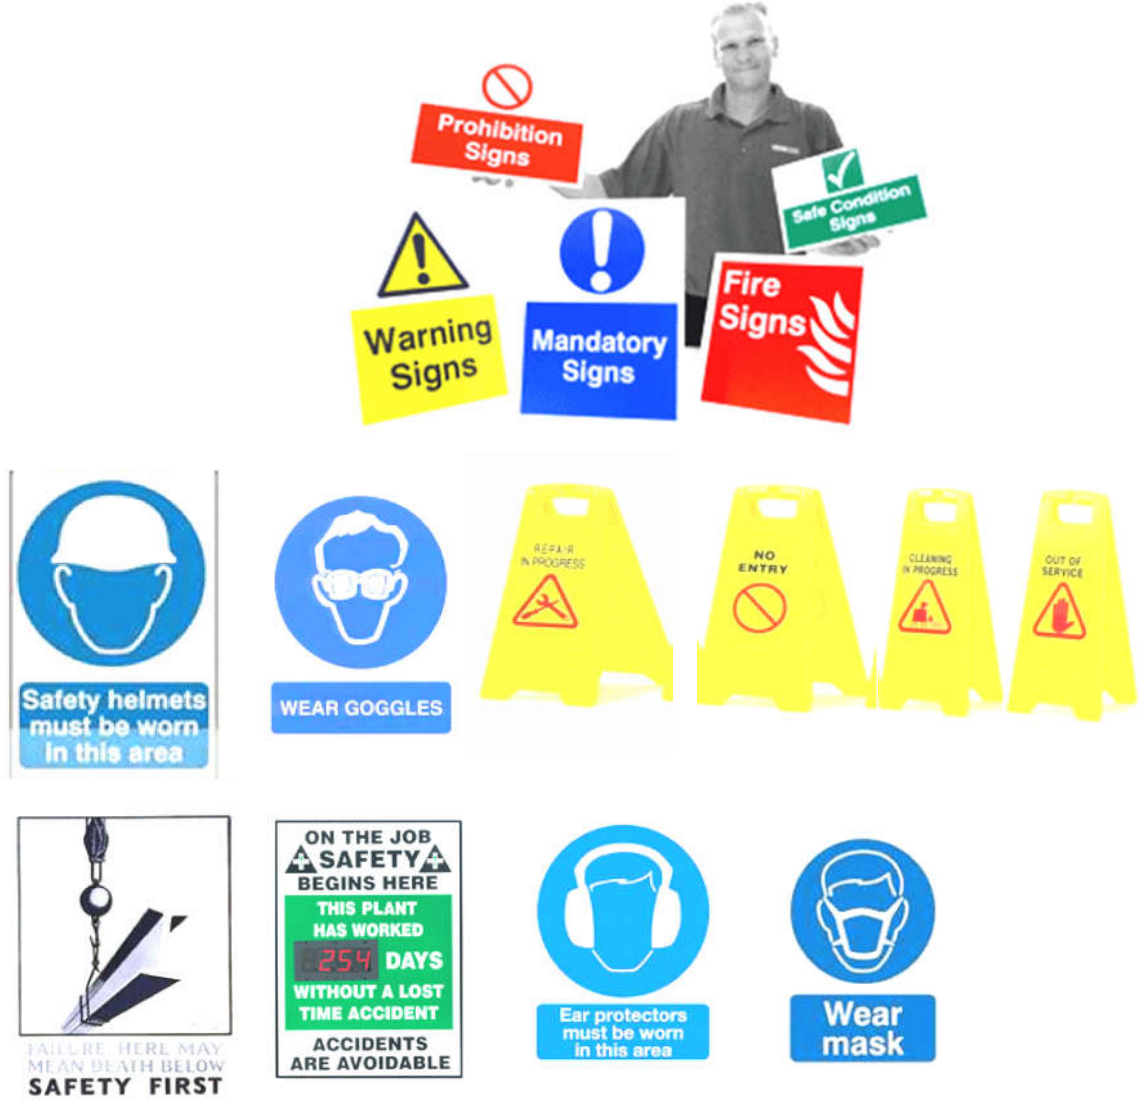 Prohibition
Signs
Safe Condition
Signs
Warning
Signs
Mandatory
Signs
Fire
Signs
Safety helmets
must be worn
in this area
WEAR GOGGLES
REPAIR
IN PROGRESS
NO
ENTRY
CLEANING
IN PROGRESS
OUT OF
SERVICE
FAILURE HERE MAY
MEAN DEATH BELOW
SAFETY FIRST
ON THE JOB
SAFETY
BEGINS HERE
THIS PLANT
HAS WORKED
254 DAYS
WITHOUT A LOST
TIME ACCIDENT
ACCIDENTS
ARE AVOIDABLE
Ear protectors
must be worn
in this area
Wear
mask